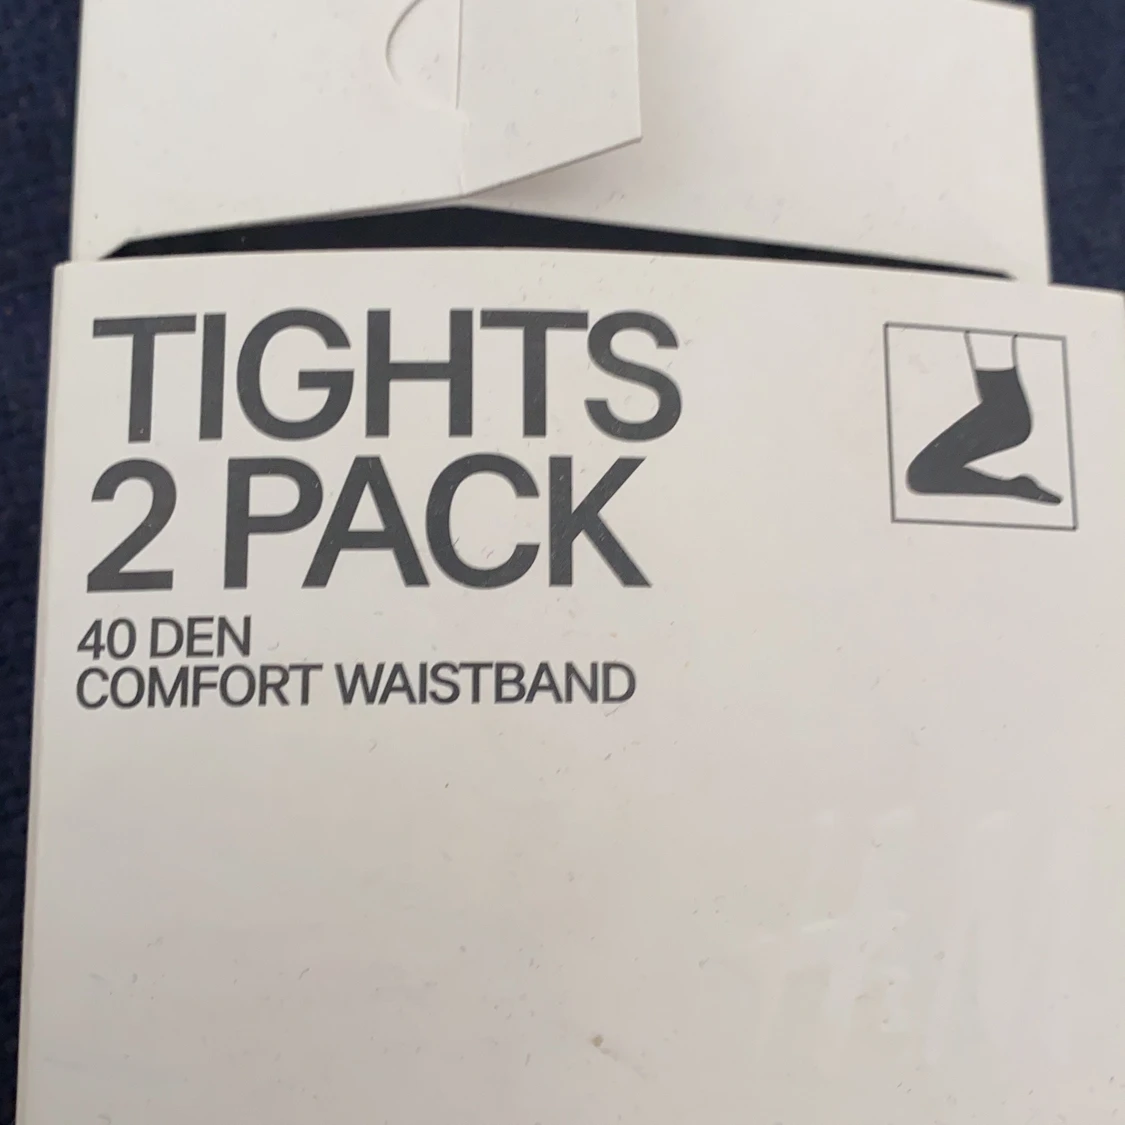 TIGHTS
2 PACK
40 DEN
COMFORT WAISTBAND